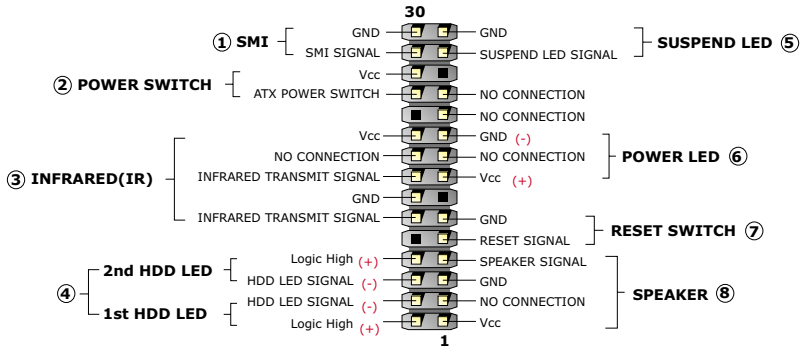 30
GND GND
① SMI SUSPEND LED ⑤
SMI SIGNAL SUSPEND LED SIGNAL
Vcc
② POWER SWITCH
ATX POWER SWITCH NO CONNECTION
NO CONNECTION
Vcc GND (-)
NO CONNECTION NO CONNECTION POWER LED ⑥
③ INFRARED(IR) INFRARED TRANSMIT SIGNAL Vcc (+)
GND
INFRARED TRANSMIT SIGNAL GND
RESET SWITCH ⑦
RESET SIGNAL
Logic High (+) SPEAKER SIGNAL
2nd HDD LED
HDD LED SIGNAL (-) GND
④ SPEAKER ⑧
HDD LED SIGNAL (-) NO CONNECTION
1st HDD LED
Logic High (+) Vcc
1